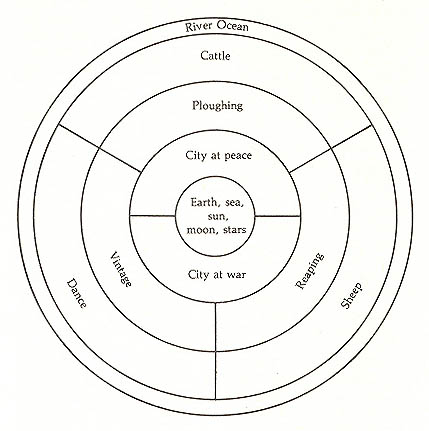 River Ocean
Cattle
Ploughing
City at peace
Earth, sea,
sun,
moon, stars
City at war
Vintage
Reaping
Dance
Sheep